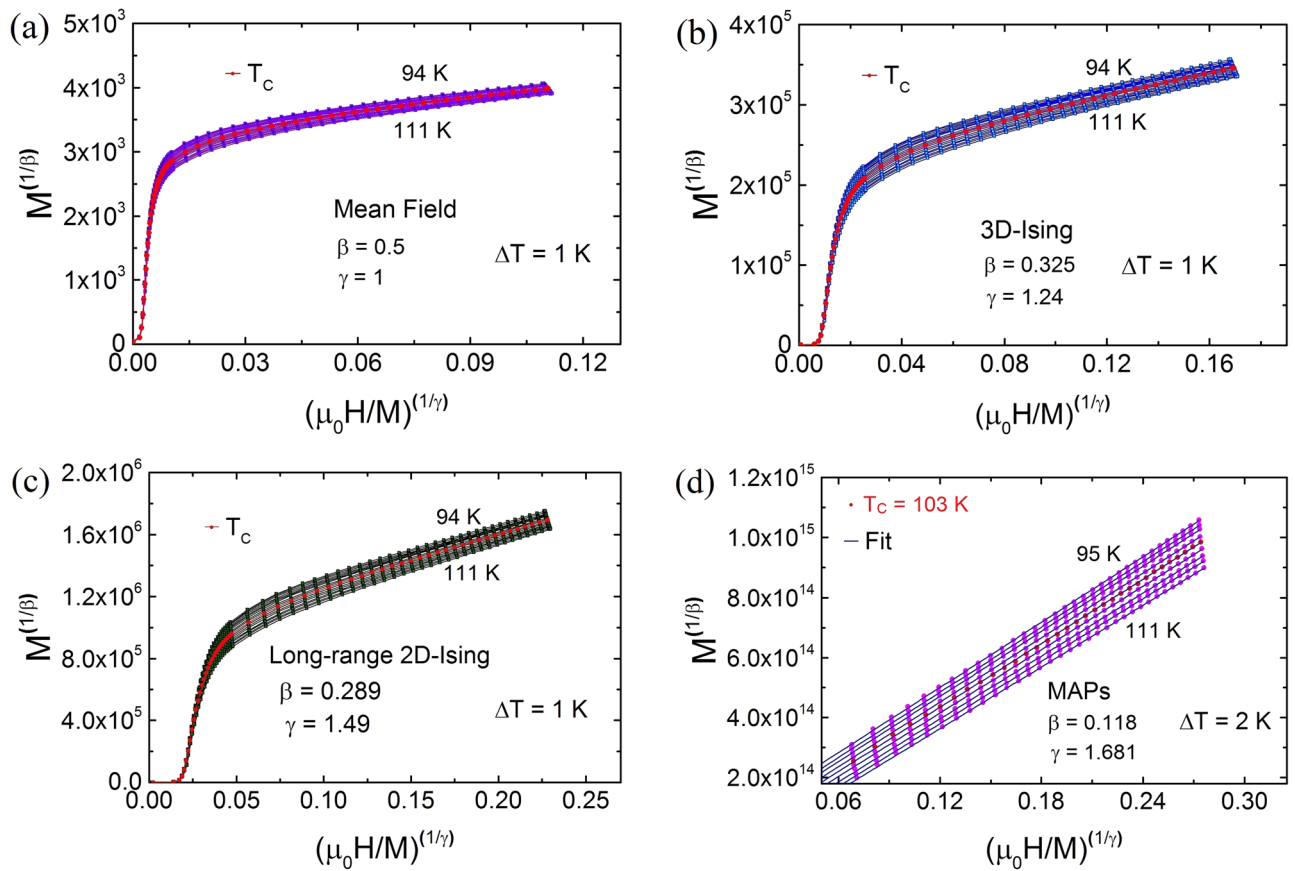 (a)
5x10³
4x10³
3x10³
2x10³
1x10³
0
M^(1/β)
T_C
94 K
111 K
Mean Field
β = 0.5
γ = 1
ΔT = 1 K
0.00 0.03 0.06 0.09 0.12
(μ₀H/M)^(1/γ)
(b)
4x10⁵
3x10⁵
2x10⁵
1x10⁵
0
M^(1/β)
T_C
94 K
111 K
3D-Ising
β = 0.325
γ = 1.24
ΔT = 1 K
0.00 0.04 0.08 0.12 0.16
(μ₀H/M)^(1/γ)
(c)
2.0x10⁶
1.6x10⁶
1.2x10⁶
8.0x10⁵
4.0x10⁵
0.0
M^(1/β)
T_C
94 K
111 K
Long-range 2D-Ising
β = 0.289
γ = 1.49
ΔT = 1 K
0.00 0.05 0.10 0.15 0.20 0.25
(μ₀H/M)^(1/γ)
(d)
1.2x10¹⁵
1.0x10¹⁵
8.0x10¹⁴
6.0x10¹⁴
4.0x10¹⁴
2.0x10¹⁴
M^(1/β)
T_C = 103 K
Fit
95 K
111 K
MAPs
β = 0.118
γ = 1.681
ΔT = 2 K
0.06 0.12 0.18 0.24 0.30
(μ₀H/M)^(1/γ)